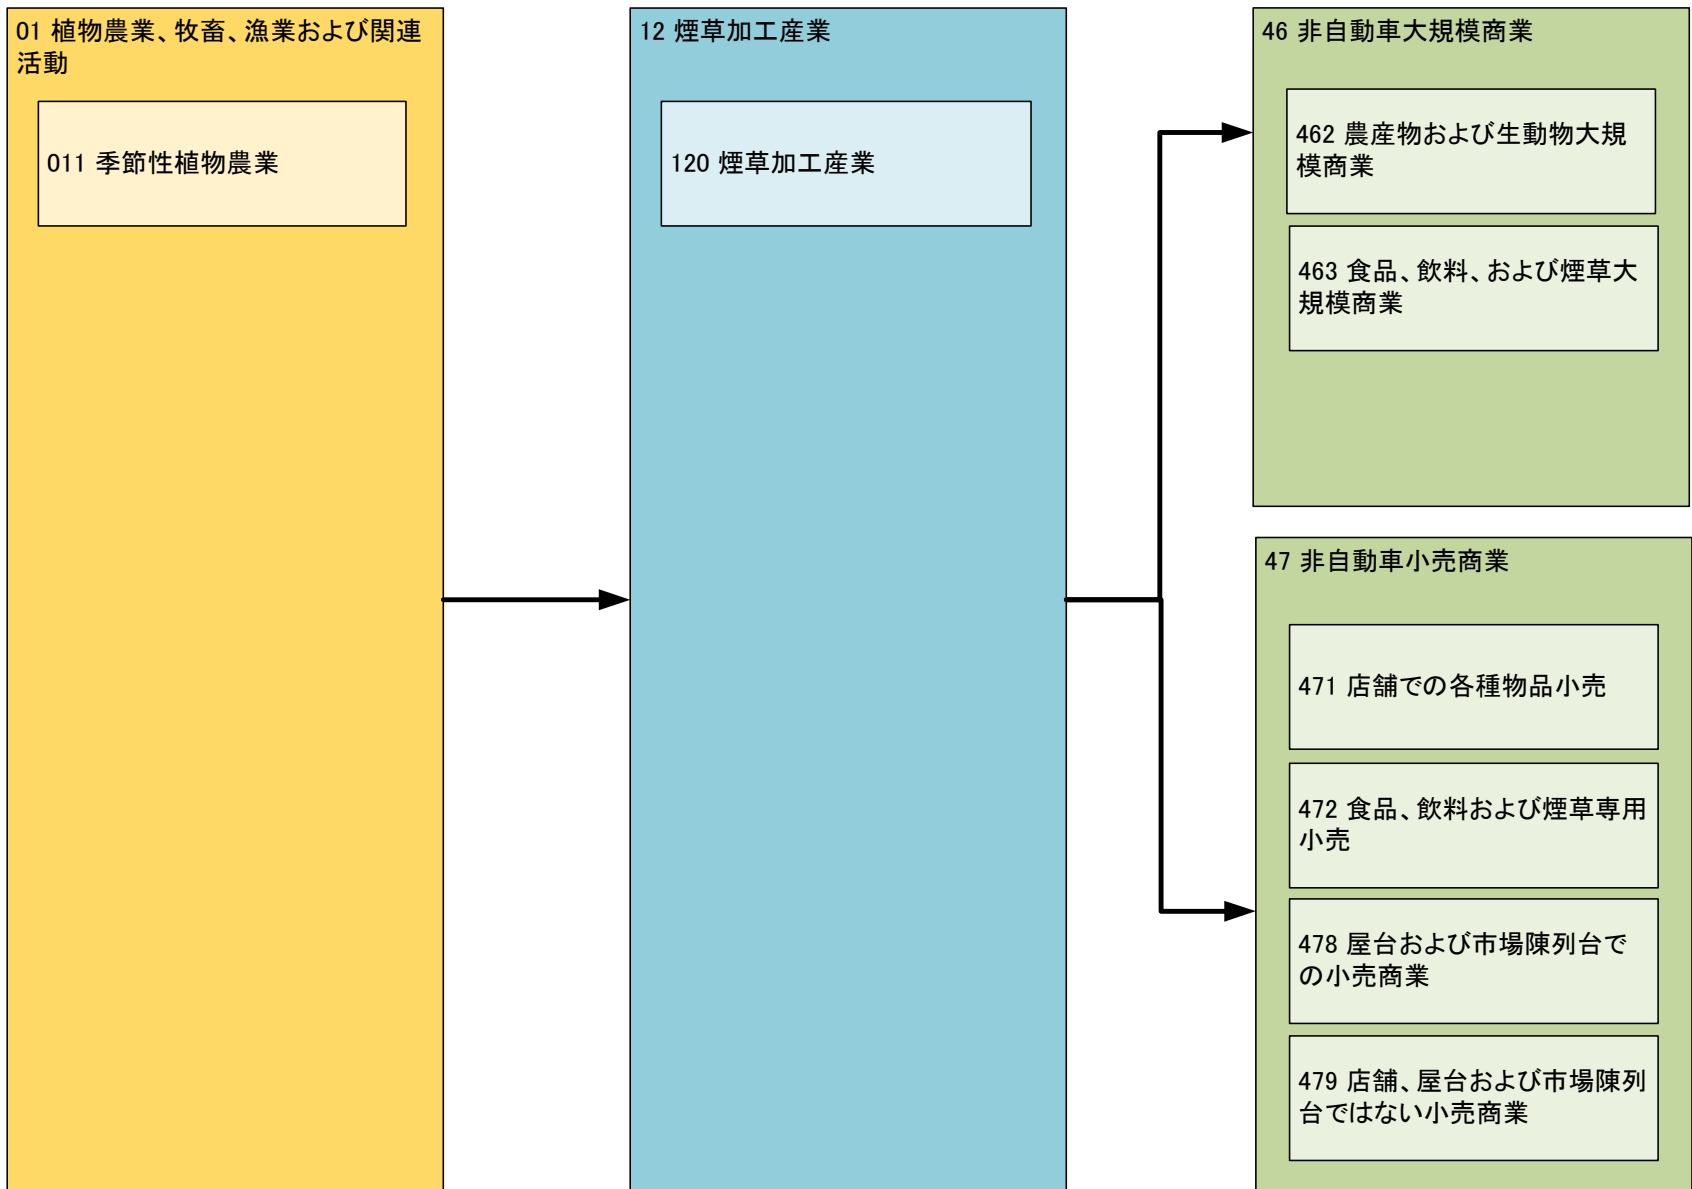 01 植物農業、牧畜、漁業および関連
活動
011 季節性植物農業
12 煙草加工産業
120 煙草加工産業
46 非自動車大規模商業
462 農産物および生動物大規
模商業
463 食品、飲料、および煙草大
規模商業
47 非自動車小売商業
471 店舗での各種物品小売
472 食品、飲料および煙草専用
小売
478 屋台および市場陳列台で
の小売商業
479 店舗、屋台および市場陳列
台ではない小売商業